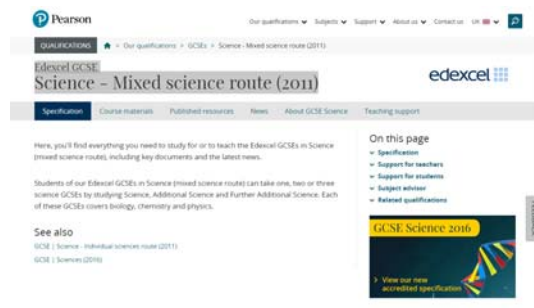 Pearson
Our qualifications Subjects Support About us Contact us UK
QUALIFICATIONS > Our qualifications > GCSEs > Science - Mixed science route (2011)
Edexcel GCSE
Science - Mixed science route (2011)
edexcel
Specification Course materials Published resources News About GCSE Science Teaching support
Here, you'll find everything you need to study for or to teach the Edexcel GCSEs in Science
(mixed science route), including key documents and the latest news.
Students of our Edexcel GCSEs in Science (mixed science route) can take one, two or three
science GCSEs by studying Science, Additional Science and Further Additional Science. Each
of these GCSEs covers biology, chemistry and physics.
See also
GCSE | Science - Individual sciences route (2011)
GCSE | Sciences (2016)
On this page
Specification
Support for teachers
Support for students
Subject advisor
Related qualifications
GCSE Science 2016
> View our new
accredited specification